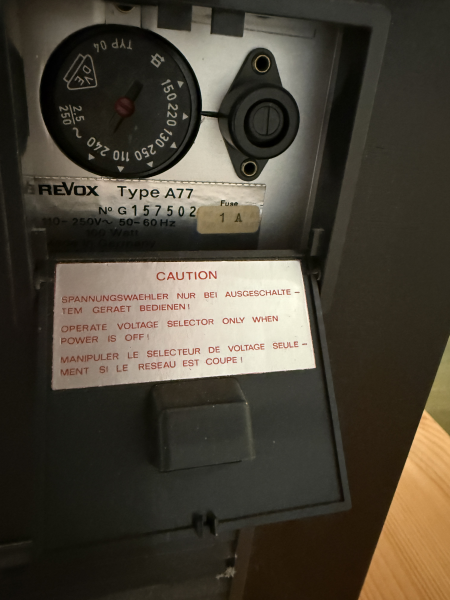 TYP 04
150 220 130 250 110 240
2.5
250 ~
REVOX Type A77
Nº G 157502
Fuse
110-250V~ 50-60 Hz
1 A
Watt
CAUTION
SPANNUNGSWAEHLER NUR BEI AUSGESCHALTE-
TEM GERAET BEDIENEN!
OPERATE VOLTAGE SELECTOR ONLY WHEN
POWER IS OFF!
MANIPULER LE SELECTEUR DE VOLTAGE SEULE-
MENT SI LE RESEAU EST COUPE!